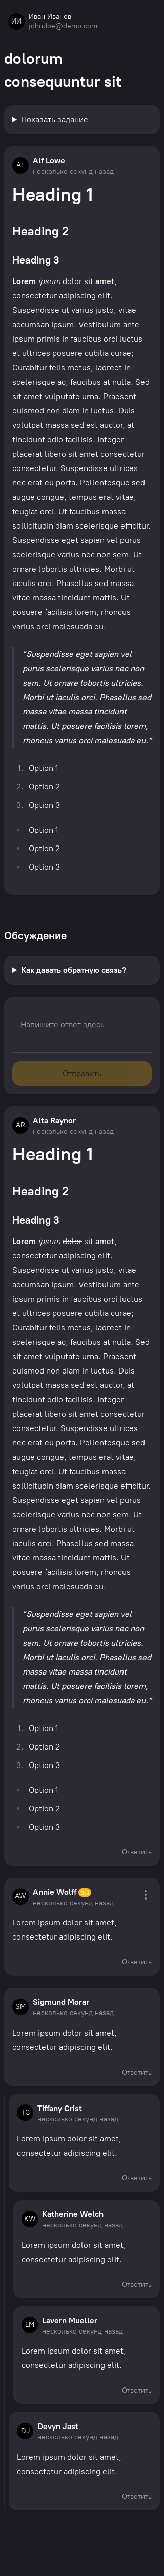 ИИ
Иван Иванов
johndoe@demo.com
dolorum
consequuntur sit
Показать задание
AL
Alf Lowe
несколько секунд назад
Heading 1
Heading 2
Heading 3
Lorem ipsum dolor sit amet,
consectetur adipiscing elit.
Suspendisse ut varius justo, vitae
accumsan ipsum. Vestibulum ante
ipsum primis in faucibus orci luctus
et ultrices posuere cubilia curae;
Curabitur felis metus, laoreet in
scelerisque ac, faucibus at nulla. Sed
sit amet vulputate urna. Praesent
euismod non diam in luctus. Duis
volutpat massa sed est auctor, at
tincidunt odio facilisis. Integer
placerat libero sit amet consectetur
consectetur. Suspendisse ultrices
nec erat eu porta. Pellentesque sed
augue congue, tempus erat vitae,
feugiat orci. Ut faucibus massa
sollicitudin diam scelerisque efficitur.
Suspendisse eget sapien vel purus
scelerisque varius nec non sem. Ut
ornare lobortis ultricies. Morbi ut
iaculis orci. Phasellus sed massa
vitae massa tincidunt mattis. Ut
posuere facilisis lorem, rhoncus
varius orci malesuada eu.
"Suspendisse eget sapien vel
purus scelerisque varius nec non
sem. Ut ornare lobortis ultricies.
Morbi ut iaculis orci. Phasellus sed
massa vitae massa tincidunt
mattis. Ut posuere facilisis lorem,
rhoncus varius orci malesuada eu."
1. Option 1
2. Option 2
3. Option 3
• Option 1
• Option 2
• Option 3
Обсуждение
Как давать обратную связь?
Напишите ответ здесь
Отправить
AR
Alta Raynor
несколько секунд назад
Heading 1
Heading 2
Heading 3
Lorem ipsum dolor sit amet,
consectetur adipiscing elit.
Suspendisse ut varius justo, vitae
accumsan ipsum. Vestibulum ante
ipsum primis in faucibus orci luctus
et ultrices posuere cubilia curae;
Curabitur felis metus, laoreet in
scelerisque ac, faucibus at nulla. Sed
sit amet vulputate urna. Praesent
euismod non diam in luctus. Duis
volutpat massa sed est auctor, at
tincidunt odio facilisis. Integer
placerat libero sit amet consectetur
consectetur. Suspendisse ultrices
nec erat eu porta. Pellentesque sed
augue congue, tempus erat vitae,
feugiat orci. Ut faucibus massa
sollicitudin diam scelerisque efficitur.
Suspendisse eget sapien vel purus
scelerisque varius nec non sem. Ut
ornare lobortis ultricies. Morbi ut
iaculis orci. Phasellus sed massa
vitae massa tincidunt mattis. Ut
posuere facilisis lorem, rhoncus
varius orci malesuada eu.
"Suspendisse eget sapien vel
purus scelerisque varius nec non
sem. Ut ornare lobortis ultricies.
Morbi ut iaculis orci. Phasellus sed
massa vitae massa tincidunt
mattis. Ut posuere facilisis lorem,
rhoncus varius orci malesuada eu."
1. Option 1
2. Option 2
3. Option 3
• Option 1
• Option 2
• Option 3
Ответить
AW
Annie Wolff
несколько секунд назад
Lorem ipsum dolor sit amet,
consectetur adipiscing elit.
Ответить
SM
Sigmund Morar
несколько секунд назад
Lorem ipsum dolor sit amet,
consectetur adipiscing elit.
Ответить
TC
Tiffany Crist
несколько секунд назад
Lorem ipsum dolor sit amet,
consectetur adipiscing elit.
Ответить
KW
Katherine Welch
несколько секунд назад
Lorem ipsum dolor sit amet,
consectetur adipiscing elit.
Ответить
LM
Lavern Mueller
несколько секунд назад
Lorem ipsum dolor sit amet,
consectetur adipiscing elit.
Ответить
DJ
Devyn Jast
несколько секунд назад
Lorem ipsum dolor sit amet,
consectetur adipiscing elit.
Ответить